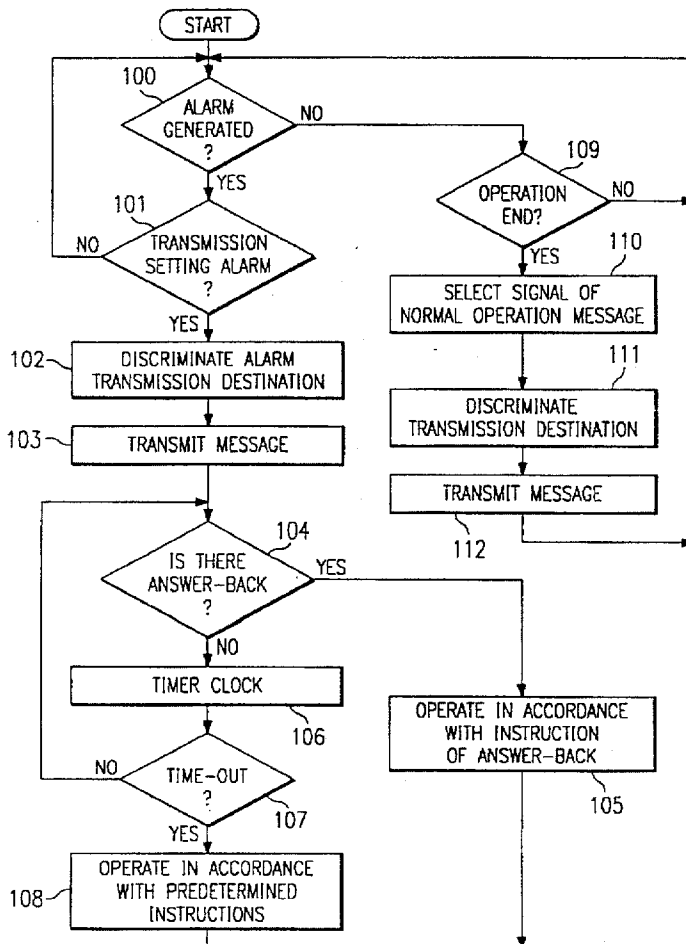 START
100
ALARM
GENERATED
?
NO
YES
109
OPERATION
END?
NO
YES
101
TRANSMISSION
SETTING ALARM
?
NO
YES
110
SELECT SIGNAL OF
NORMAL OPERATION MESSAGE
102
DISCRIMINATE ALARM
TRANSMISSION DESTINATION
111
DISCRIMINATE
TRANSMISSION DESTINATION
103
TRANSMIT MESSAGE
TRANSMIT MESSAGE
112
104
IS THERE
ANSWER-BACK
?
YES
NO
TIMER CLOCK
106
OPERATE IN ACCORDANCE
WITH INSTRUCTION
OF ANSWER-BACK
105
TIME-OUT
?
NO
107
YES
108
OPERATE IN ACCORDANCE
WITH PREDETERMINED
INSTRUCTIONS